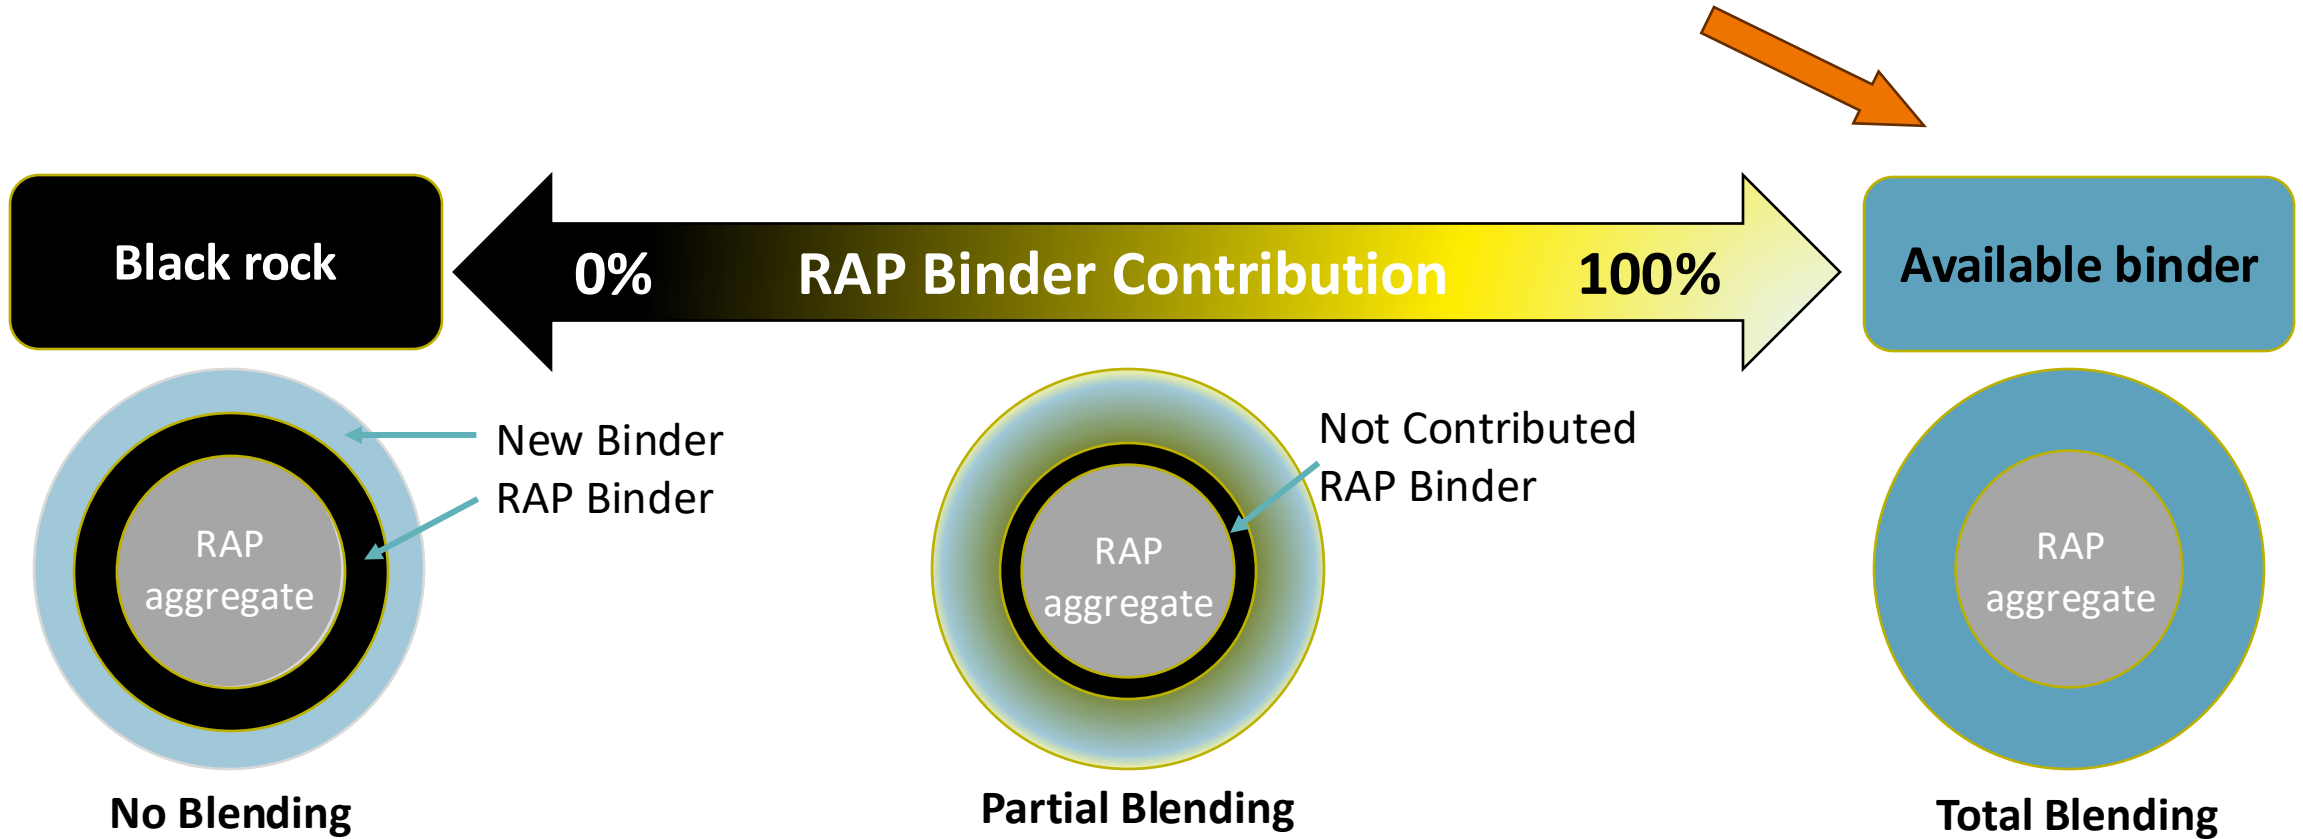 Black rock
0%
RAP Binder Contribution
100%
Available binder
New Binder
RAP Binder
Not Contributed
RAP Binder
RAP
aggregate
RAP
aggregate
RAP
aggregate
No Blending
Partial Blending
Total Blending